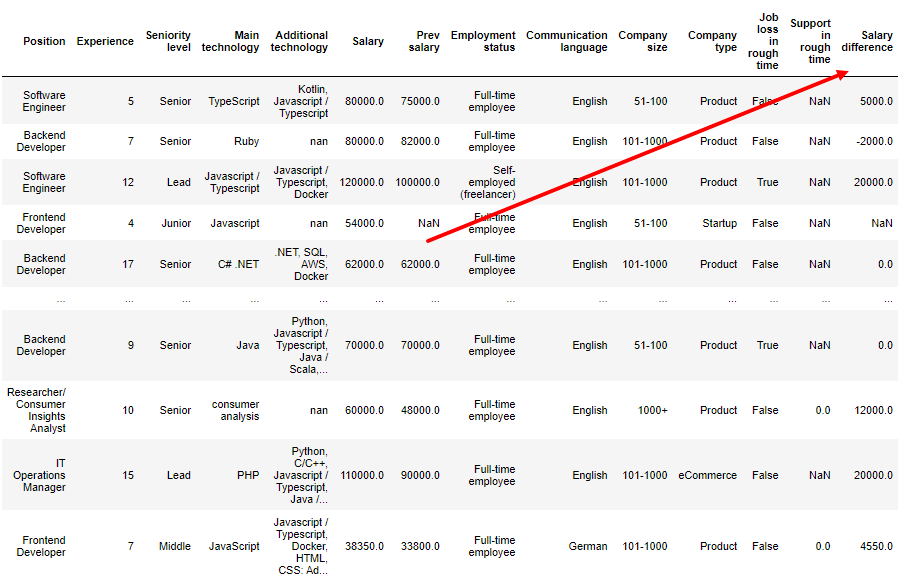 Position Experience Seniority level Main technology Additional technology Salary Prev salary Employment status Communication language Company size Company type Job loss in rough time Support in rough time Salary difference
Software Engineer 5 Senior TypeScript Kotlin, Javascript / Typescript 80000.0 75000.0 Full-time employee English 51-100 Product False NaN 5000.0
Backend Developer 7 Senior Ruby nan 80000.0 82000.0 Full-time employee English 101-1000 Product False NaN -2000.0
Software Engineer 12 Lead Javascript / Typescript Javascript / Typescript, Docker 120000.0 100000.0 Self-employed (freelancer) English 101-1000 Product True NaN 20000.0
Frontend Developer 4 Junior Javascript nan 54000.0 NaN Full-time employee English 51-100 Startup False NaN NaN
Backend Developer 17 Senior C# .NET .NET, SQL, AWS, Docker 62000.0 62000.0 Full-time employee English 101-1000 Product False NaN 0.0
... ... ... ... ... ... ... ... ... ... ... ... ... ...
Backend Developer 9 Senior Java Python, Javascript / Typescript, Java / Scala,... 70000.0 70000.0 Full-time employee English 51-100 Product True NaN 0.0
Researcher/ Consumer Insights Analyst 10 Senior consumer analysis nan 60000.0 48000.0 Full-time employee English 1000+ Product False 0.0 12000.0
IT Operations Manager 15 Lead PHP Python, C/C++, Javascript / Typescript, Java /... 110000.0 90000.0 Full-time employee English 101-1000 eCommerce False NaN 20000.0
Frontend Developer 7 Middle JavaScript Javascript / Typescript, Docker, HTML, CSS; Ad... 38350.0 33800.0 Full-time employee German 101-1000 Product False 0.0 4550.0